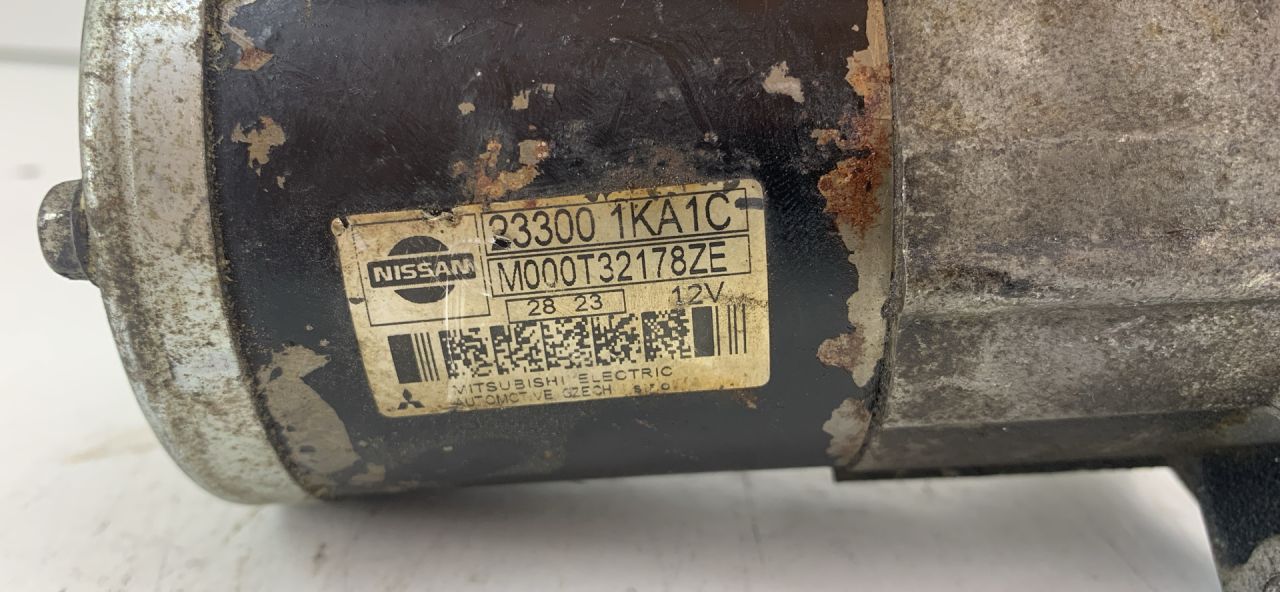 NISSAN
23300 1KA1C
M000T32178ZE
28 23
12V
MITSUBISHI ELECTRIC
AUTOMOTIVE CZECH s.r.o